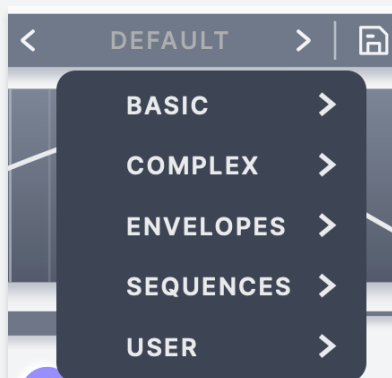 DEFAULT
BASIC
COMPLEX
ENVELOPES
SEQUENCES
USER